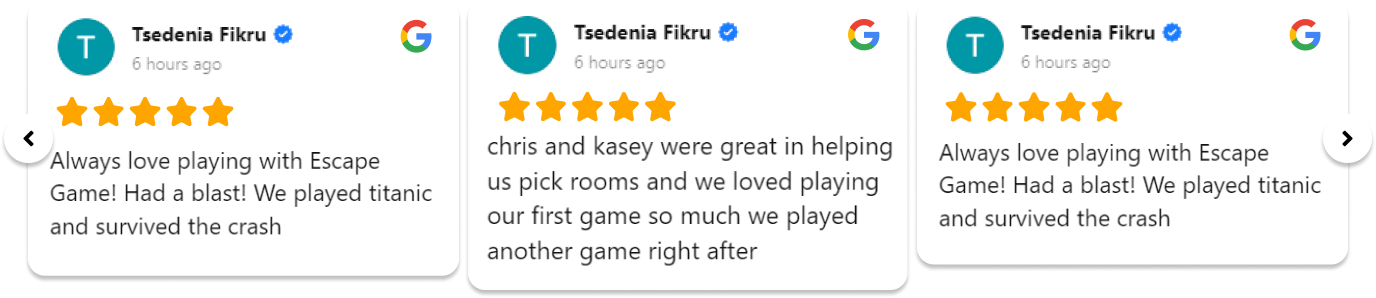 T
Tsedenia Fikru
6 hours ago
Always love playing with Escape
Game! Had a blast! We played titanic
and survived the crash
T
Tsedenia Fikru
6 hours ago
chris and kasey were great in helping
us pick rooms and we loved playing
our first game so much we played
another game right after
T
Tsedenia Fikru
6 hours ago
Always love playing with Escape
Game! Had a blast! We played titanic
and survived the crash